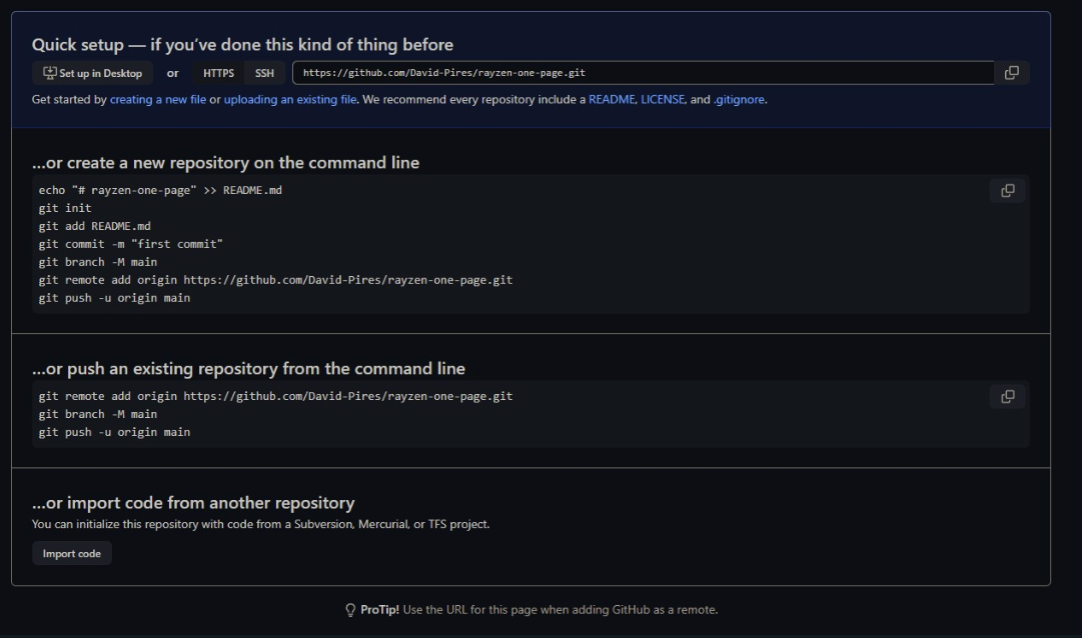 Quick setup — if you've done this kind of thing before
Set up in Desktop or HTTPS SSH https://github.com/David-Pires/rayzen-one-page.git
Get started by creating a new file or uploading an existing file. We recommend every repository include a README, LICENSE, and .gitignore.
...or create a new repository on the command line
echo "# rayzen-one-page" >> README.md
git init
git add README.md
git commit -m "first commit"
git branch -M main
git remote add origin https://github.com/David-Pires/rayzen-one-page.git
git push -u origin main
...or push an existing repository from the command line
git remote add origin https://github.com/David-Pires/rayzen-one-page.git
git branch -M main
git push -u origin main
...or import code from another repository
You can initialize this repository with code from a Subversion, Mercurial, or TFS project.
Import code
ProTip! Use the URL for this page when adding GitHub as a remote.